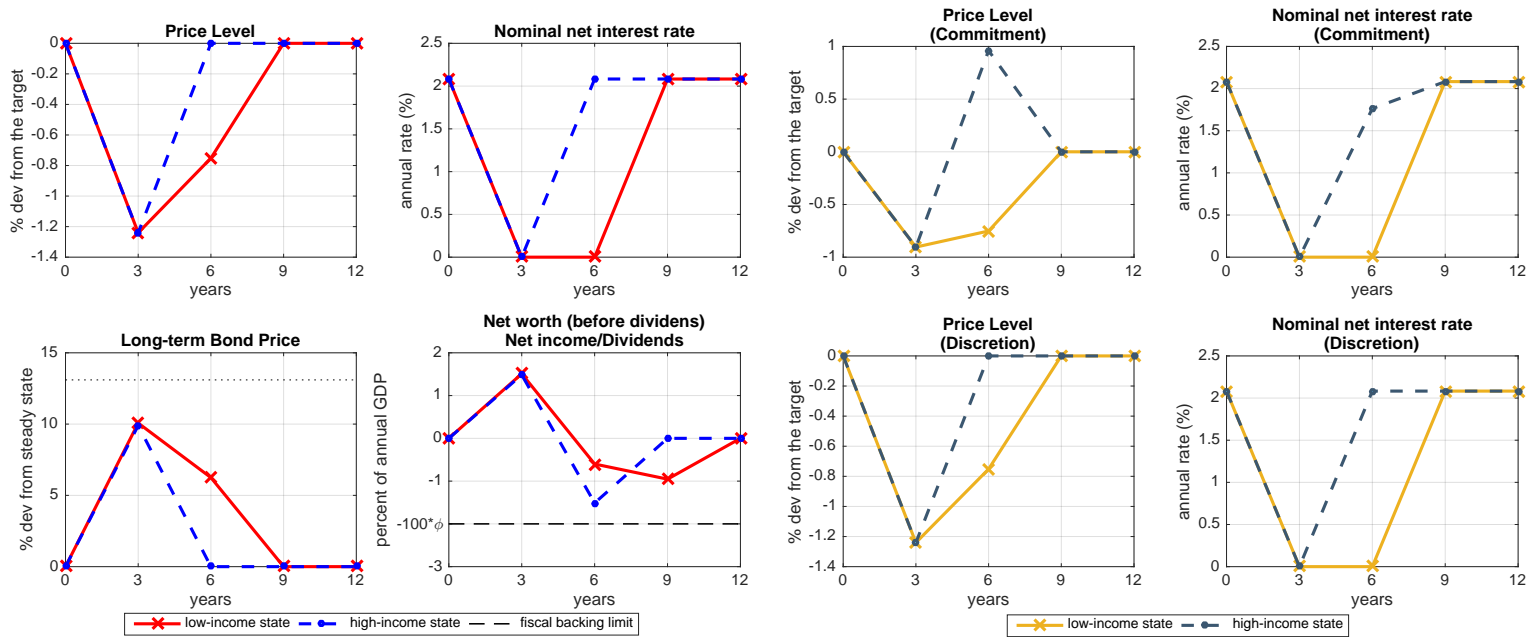 Price Level
0
-0.2
-0.4
-0.6
-0.8
-1
-1.2
-1.4
% dev from the target
0 3 6 9 12
years
Nominal net interest rate
2.5
2
1.5
1
0.5
0
annual rate (%)
0 3 6 9 12
years
Price Level
(Commitment)
1
0.5
0
-0.5
-1
% dev from the target
0 3 6 9 12
years
Nominal net interest rate
(Commitment)
2.5
2
1.5
1
0.5
0
annual rate (%)
0 3 6 9 12
years
Long-term Bond Price
15
10
5
0
% dev from steady state
0 3 6 9 12
years
Net worth (before dividens)
Net income/Dividends
2
1
0
-1
-100*ϕ
-3
percent of annual GDP
0 3 6 9 12
years
Price Level
(Discretion)
0
-0.2
-0.4
-0.6
-0.8
-1
-1.2
-1.4
% dev from the target
0 3 6 9 12
years
Nominal net interest rate
(Discretion)
2.5
2
1.5
1
0.5
0
annual rate (%)
0 3 6 9 12
years
low-income state high-income state fiscal backing limit
low-income state high-income state